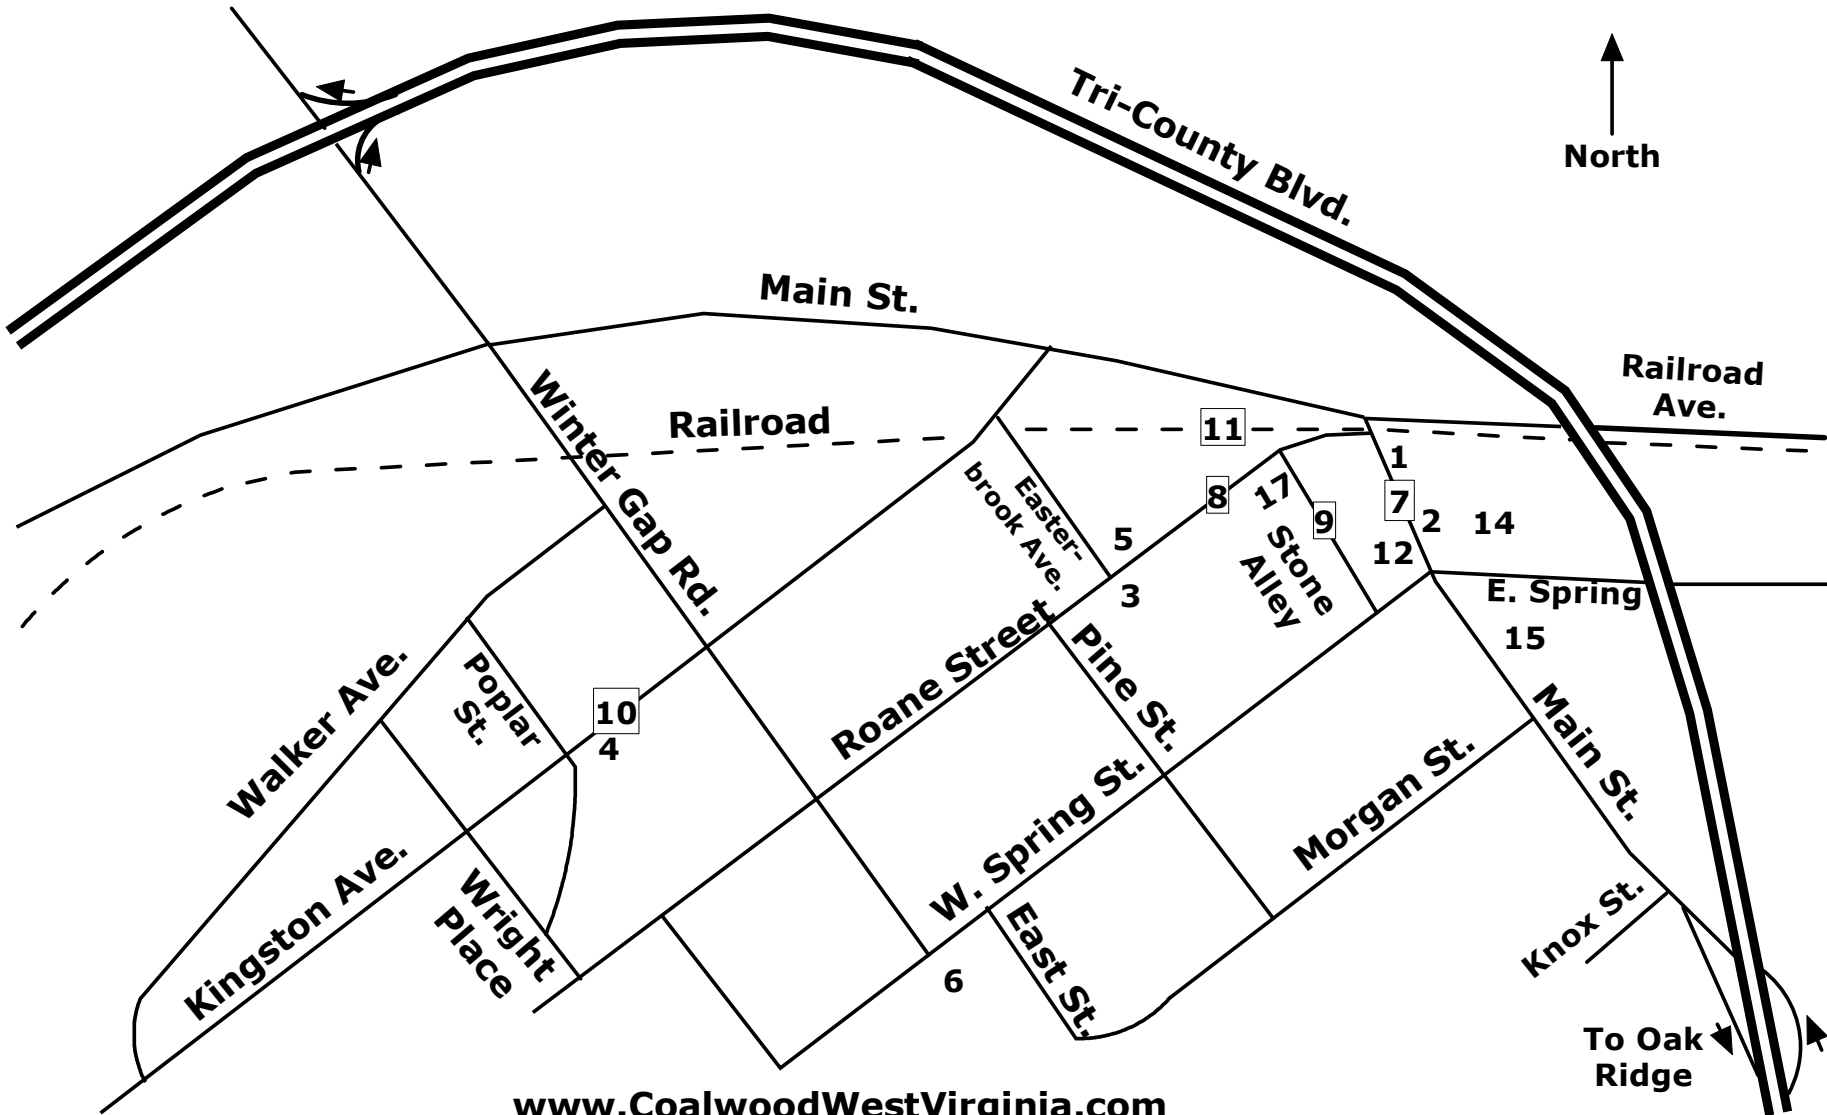 Tri-County Blvd.
North
Main St.
Railroad
Ave.
Railroad
11
Winter Gap Rd.
1
8
17
7
9
2
14
Easter-
brook Ave.
5
Stone
Alley
12
3
E. Spring
15
Roane Street
Pine St.
Walker Ave.
Poplar
St.
10
4
Main St.
W. Spring St.
Morgan St.
Kingston Ave.
Wright
Place
East St.
6
Knox St.
To Oak
Ridge
www.CoalwoodWestVirginia.com